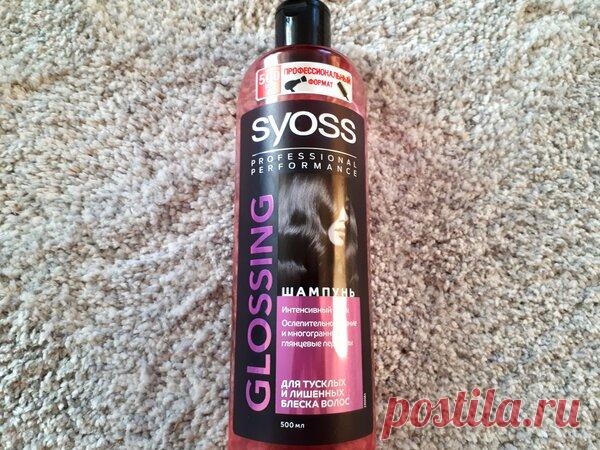 500
ПРОФЕССИОНАЛЬНЫЙ
ФОРМАТ
syoss
PROFESSIONAL
PERFORMANCE
GLOSSING
ШАМПУНЬ
Интенсивный
Ослепительное
и многогранные
глянцевые
ДЛЯ ТУСКЛЫХ
И ЛИШЕННЫХ
БЛЕСКА ВОЛОС
500 мл
postila.ru